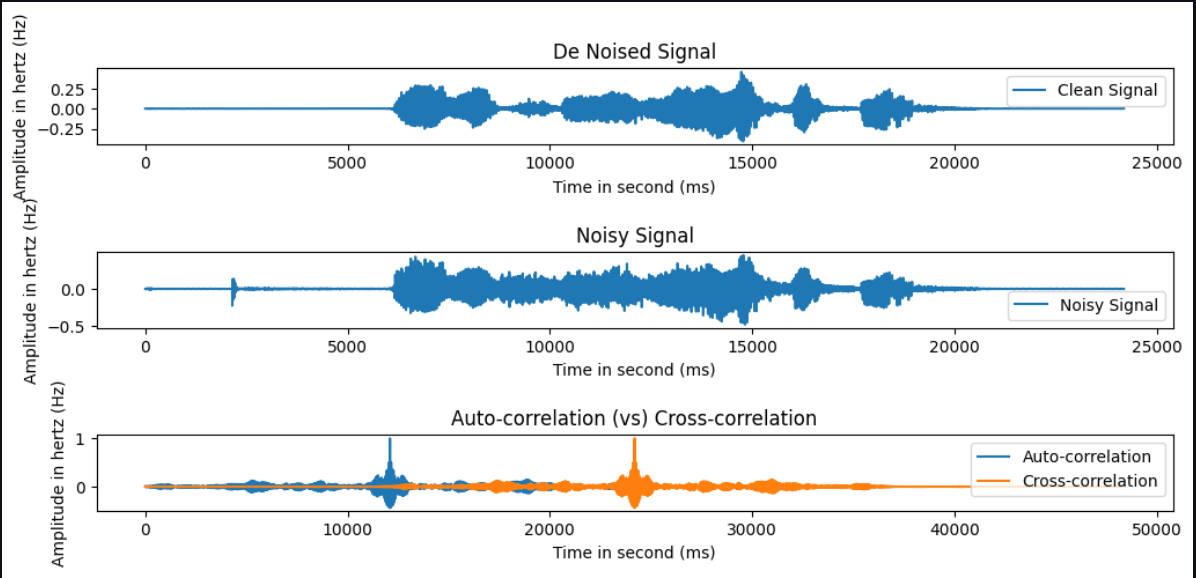 De Noised Signal
Amplitude in hertz (Hz)
0.25
0.00
−0.25
Clean Signal
0 5000 10000 15000 20000 25000
Time in second (ms)
Noisy Signal
Amplitude in hertz (Hz)
0.0
−0.5
Noisy Signal
0 5000 10000 15000 20000 25000
Time in second (ms)
Auto-correlation (vs) Cross-correlation
Amplitude in hertz (Hz)
1
0
Auto-correlation
Cross-correlation
0 10000 20000 30000 40000 50000
Time in second (ms)